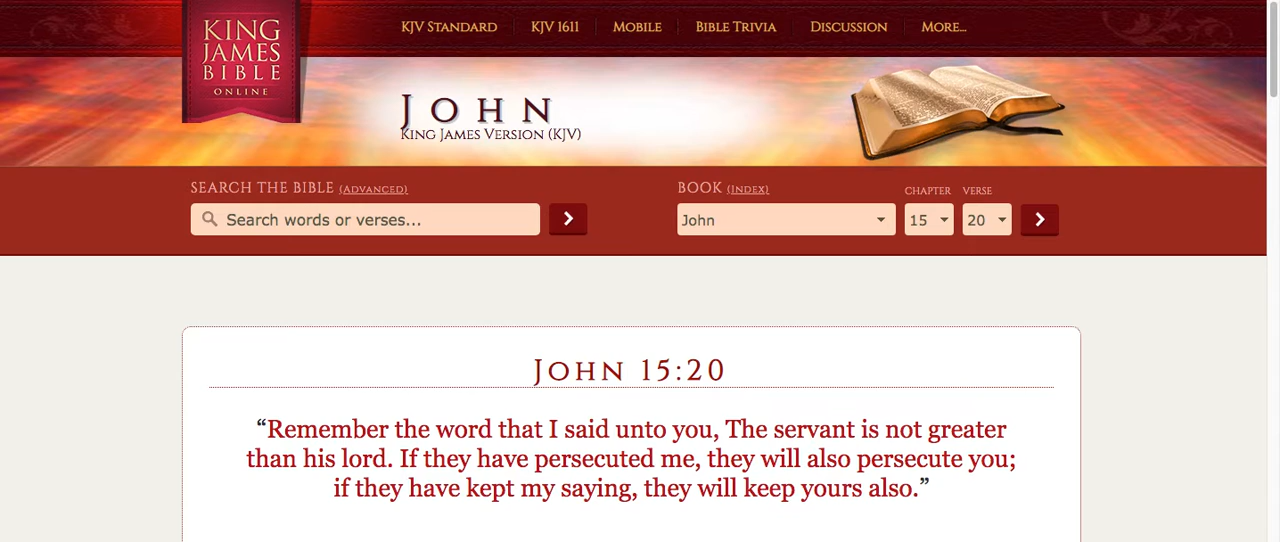 KING
JAMES
BIBLE
ONLINE
KJV Standard
KJV 1611
Mobile
Bible Trivia
Discussion
More...
John
King James Version (KJV)
Search the Bible (Advanced)
Search words or verses...
Book (Index)
John
Chapter
15
Verse
20
John 15:20
“Remember the word that I said unto you, The servant is not greater
than his lord. If they have persecuted me, they will also persecute you;
if they have kept my saying, they will keep yours also.”